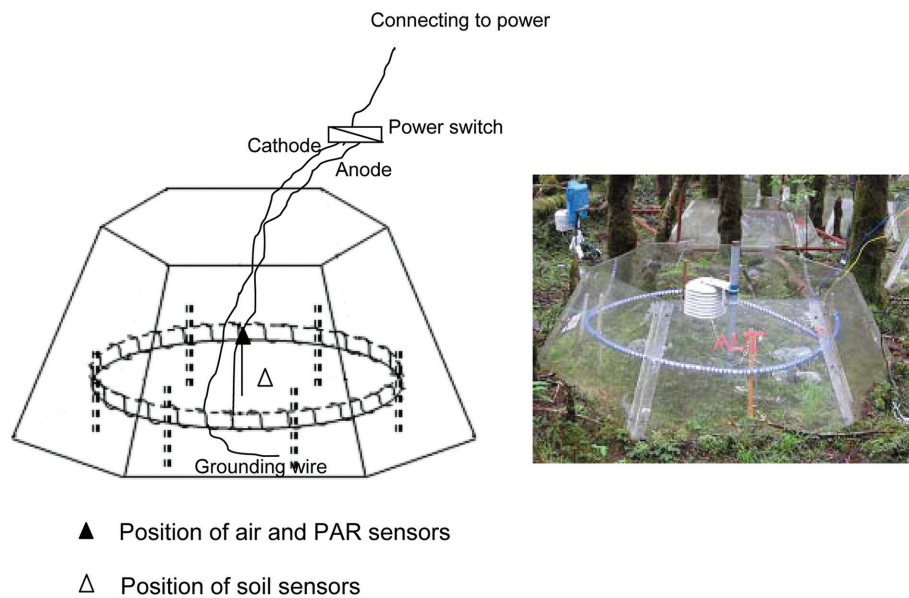 Connecting to power
Power switch
Cathode
Anode
Grounding wire
ALT
Position of air and PAR sensors
Position of soil sensors